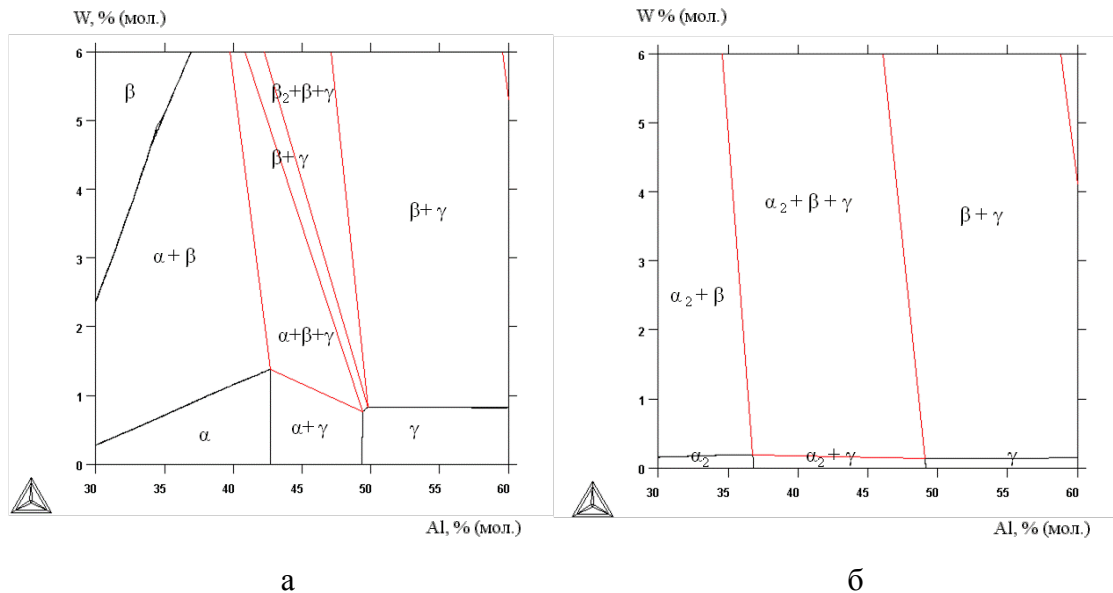 W, % (мол.)
6
5
4
3
2
1
0
β
β₂+β+γ
β+γ
β+γ
α + β
α+β+γ
α
α+γ
γ
30 35 40 45 50 55 60
Al, % (мол.)
а
W % (мол.)
6
5
4
3
2
1
0
α₂ + β + γ
β + γ
α₂ + β
α₂
α₂ + γ
γ
30 35 40 45 50 55 60
Al, % (мол.)
б